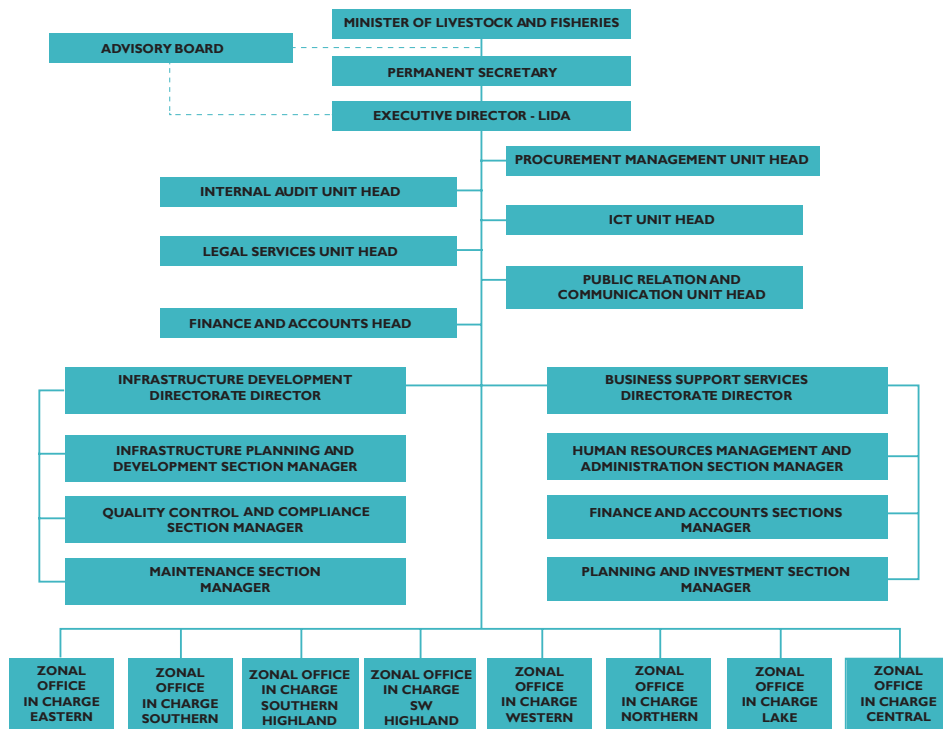 MINISTER OF LIVESTOCK AND FISHERIES
ADVISORY BOARD
PERMANENT SECRETARY
EXECUTIVE DIRECTOR - LIDA
PROCUREMENT MANAGEMENT UNIT HEAD
INTERNAL AUDIT UNIT HEAD
ICT UNIT HEAD
LEGAL SERVICES UNIT HEAD
PUBLIC RELATION AND
COMMUNICATION UNIT HEAD
FINANCE AND ACCOUNTS HEAD
INFRASTRUCTURE DEVELOPMENT
DIRECTORATE DIRECTOR
BUSINESS SUPPORT SERVICES
DIRECTORATE DIRECTOR
INFRASTRUCTURE PLANNING AND
DEVELOPMENT SECTION MANAGER
HUMAN RESOURCES MANAGEMENT AND
ADMINISTRATION SECTION MANAGER
QUALITY CONTROL AND COMPLIANCE
SECTION MANAGER
FINANCE AND ACCOUNTS SECTIONS
MANAGER
MAINTENANCE SECTION
MANAGER
PLANNING AND INVESTMENT SECTION
MANAGER
ZONAL
OFFICE
IN CHARGE
EASTERN
ZONAL
OFFICE
IN CHARGE
SOUTHERN
ZONAL OFFICE
IN CHARGE
SOUTHERN
HIGHLAND
ZONAL OFFICE
IN CHARGE
SW
HIGHLAND
ZONAL
OFFICE
IN CHARGE
WESTERN
ZONAL
OFFICE
IN CHARGE
NORTHERN
ZONAL
OFFICE
IN CHARGE
LAKE
ZONAL
OFFICE
IN CHARGE
CENTRAL